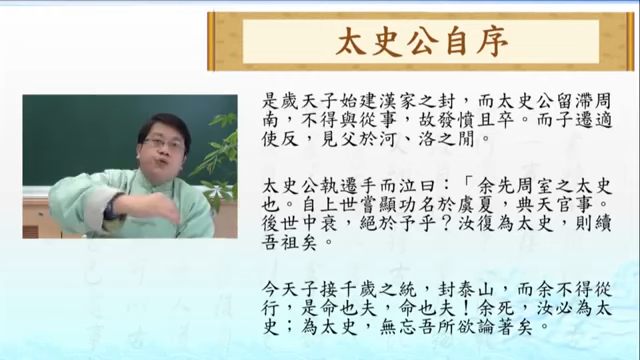 太史公自序
是歲天子始建漢家之封，而太史公留滯周
南，不得與從事，故發憤且卒。而子遷適
使反，見父於河、洛之閒。
太史公執遷手而泣曰：「余先周室之太史
也。自上世嘗顯功名於虞夏，典天官事。
後世中衰，絕於予乎？汝復為太史，則續
吾祖矣。
今天子接千歲之統，封泰山，而余不得從
行，是命也夫，命也夫！余死，汝必為太
史；為太史，無忘吾所欲論著矣。